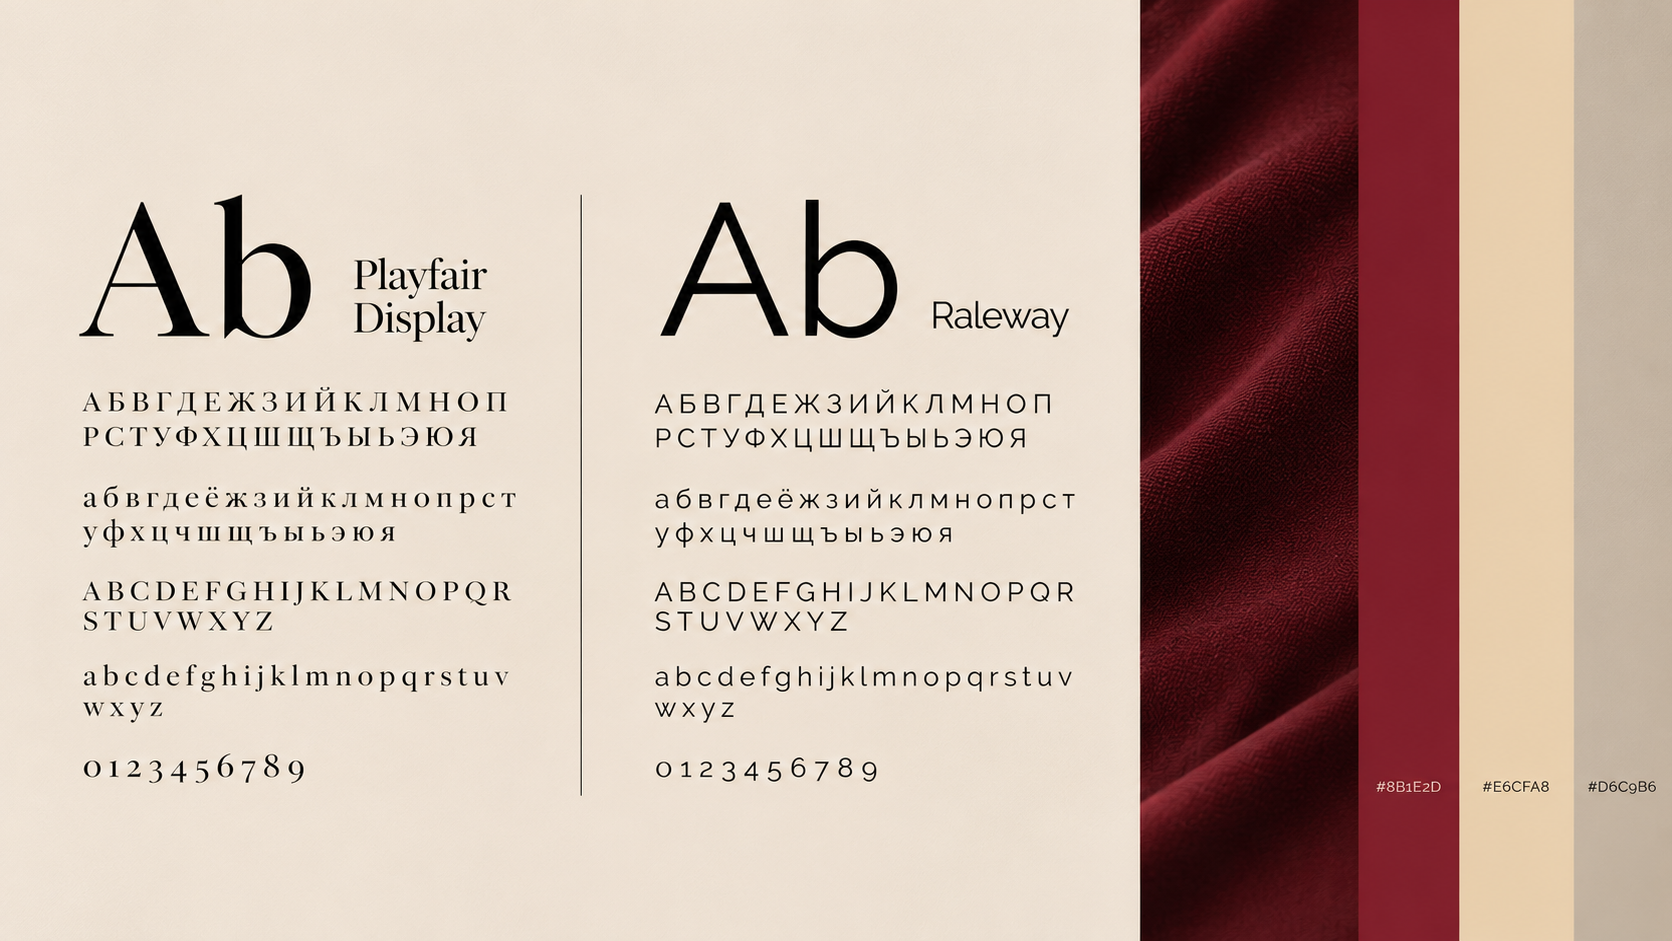 Ab
Playfair
Display
АБВГДЕЖЗИЙКЛМНОП
РСТУФХЦШЩЪЫЬЭЮЯ
абвгдеёжзийклмнопрст
уфхцчшщъыьэюя
ABCDEFGHIJKLMNOPQR
STUVWXYZ
abcdefghijklmnopqrstuv
wxyz
0123456789
Ab
Raleway
АБВГДЕЖЗИЙКЛМНОП
РСТУФХЦШЩЪЫЬЭЮЯ
абвгдеёжзийклмнопрст
уфхцчшщъыьэюя
ABCDEFGHIJKLMNOPQR
STUVWXYZ
abcdefghijklmnopqrstuv
wxyz
0123456789
#8B1E2D
#E6CFA8
#D6C9B6